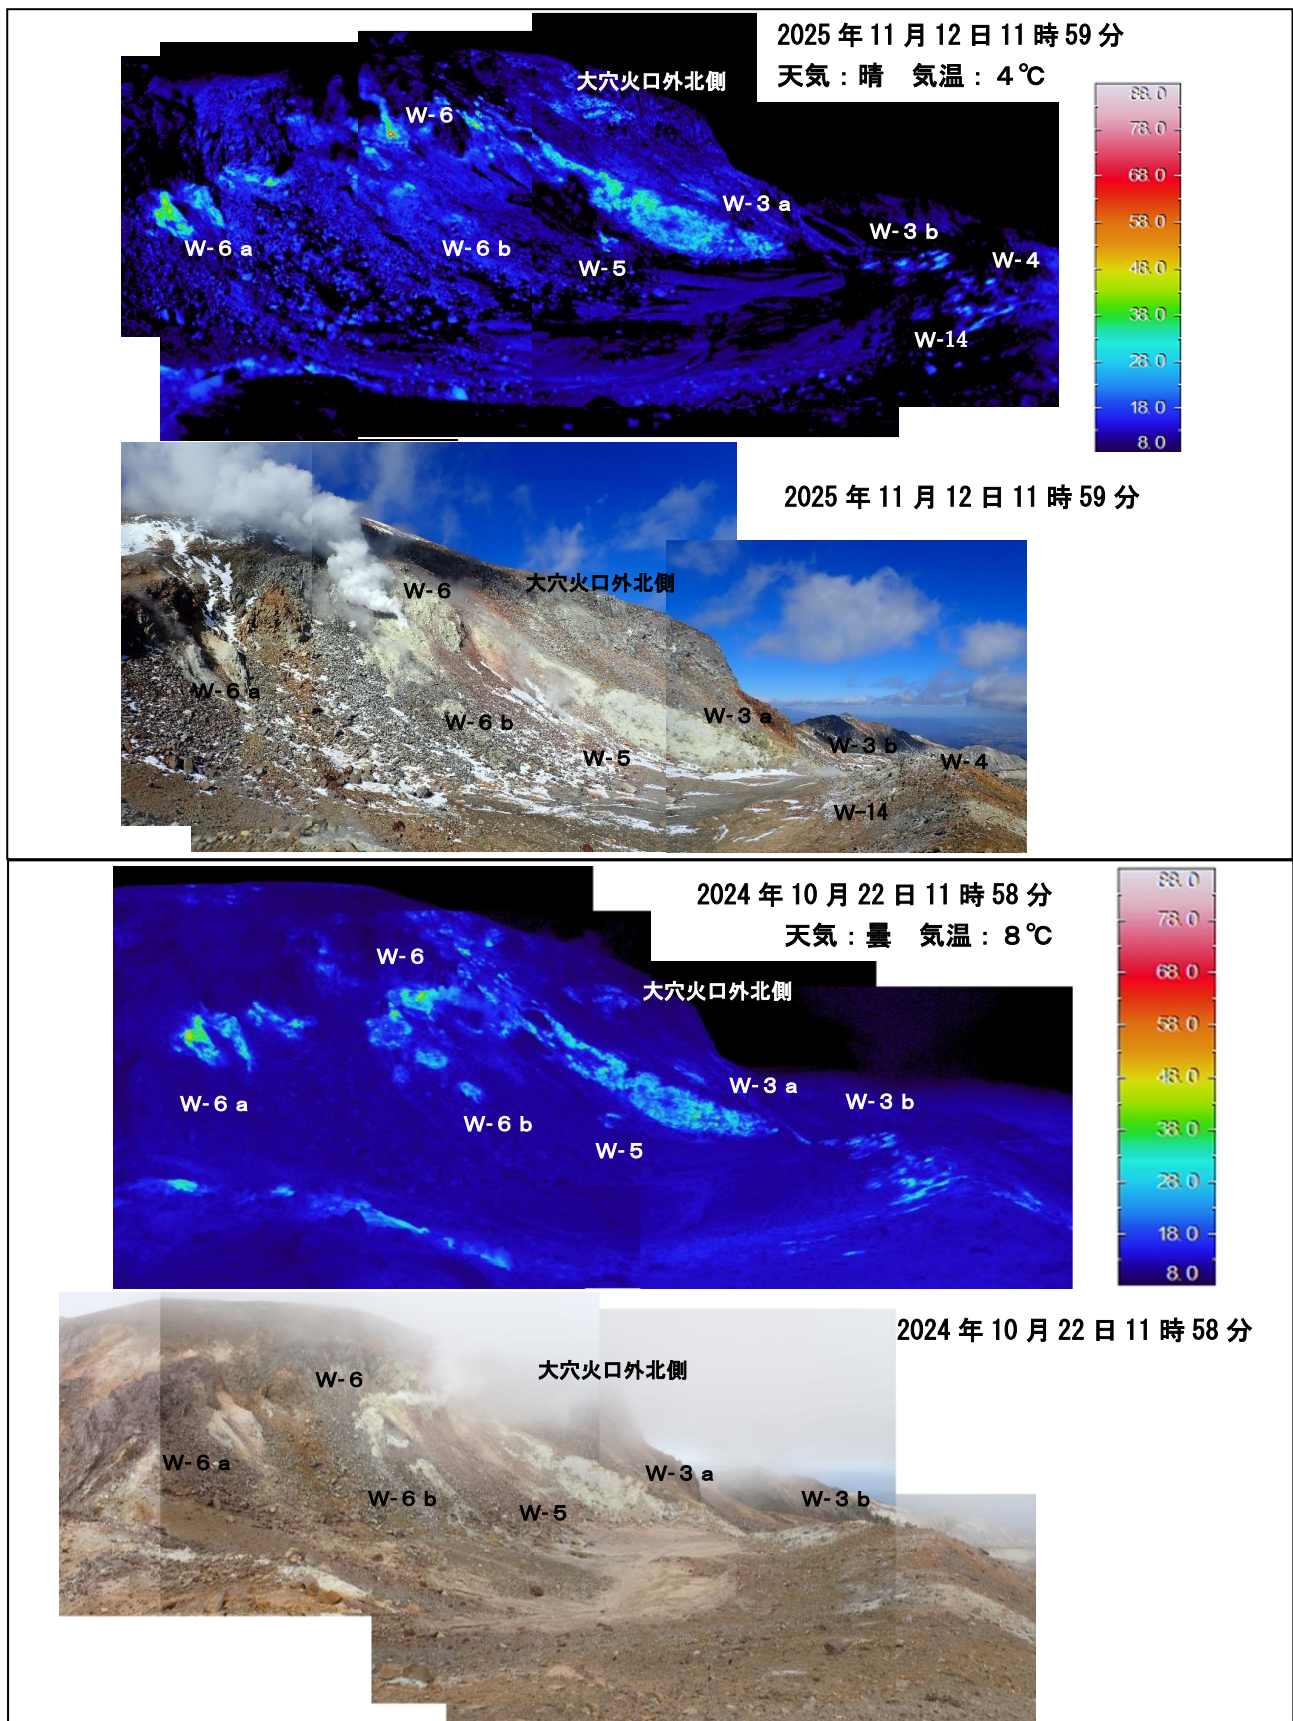 2025年11月12日11時59分
天気：晴　気温：４℃
大穴火口外北側
W-６
W-３a
W-３b
W-４
W-６a
W-６b
W-５
W-14
88.0
78.0
68.0
58.0
48.0
38.0
28.0
18.0
8.0
2025年11月12日11時59分
大穴火口外北側
W-６
W-６a
W-６b
W-３a
W-３b
W-５
W-４
W-14
2024年10月22日11時58分
天気：曇　気温：８℃
W-６
大穴火口外北側
W-３a
W-３b
W-６a
W-６b
W-５
88.0
78.0
68.0
58.0
48.0
38.0
28.0
18.0
8.0
2024年10月22日11時58分
大穴火口外北側
W-６
W-６a
W-３a
W-６b
W-３b
W-５